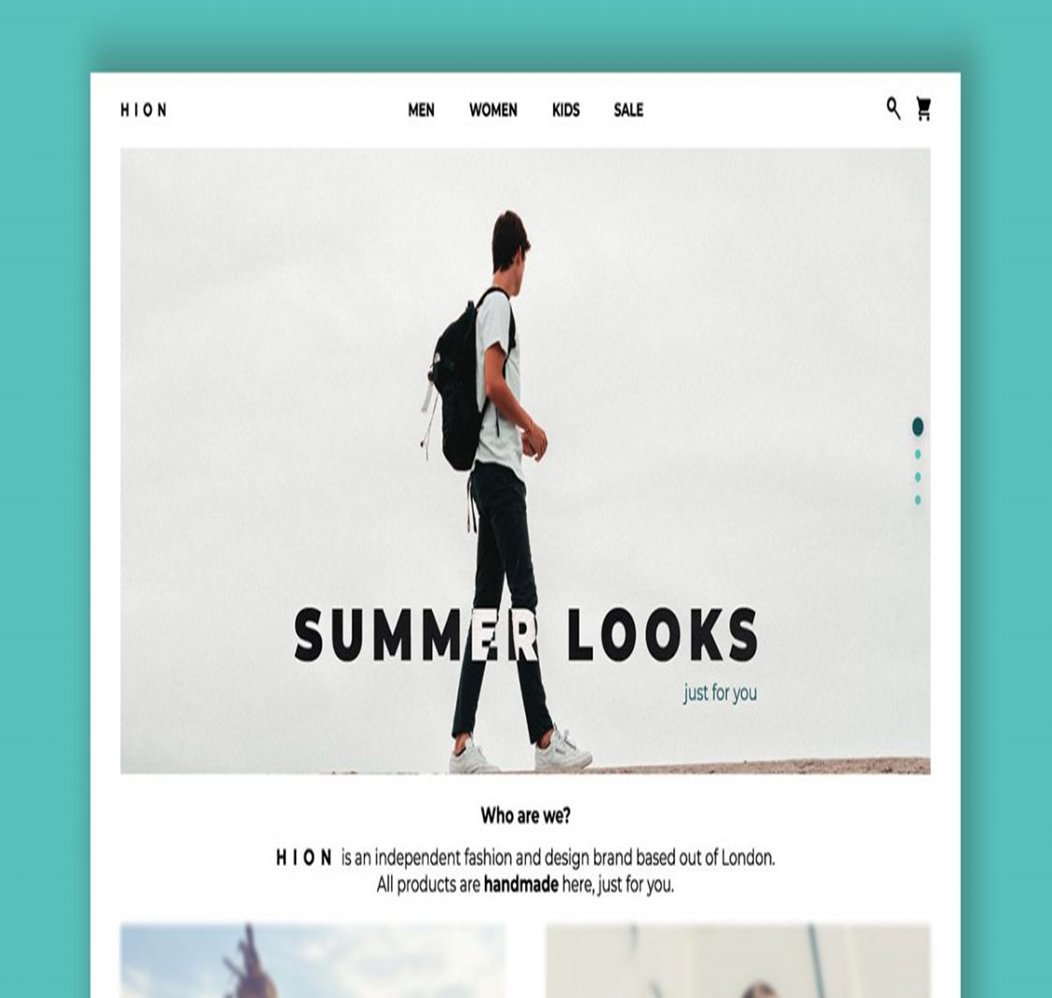 HION
MEN WOMEN KIDS SALE
SUMMER LOOKS
just for you
Who are we?
HION is an independent fashion and design brand based out of London.
All products are handmade here, just for you.